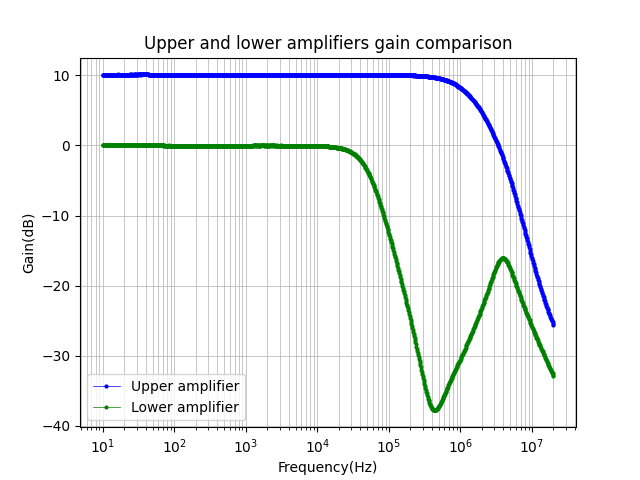 Upper and lower amplifiers gain comparison
Gain(dB)
10
0
−10
−20
−30
−40
Upper amplifier
Lower amplifier
10¹ 10² 10³ 10⁴ 10⁵ 10⁶ 10⁷
Frequency(Hz)